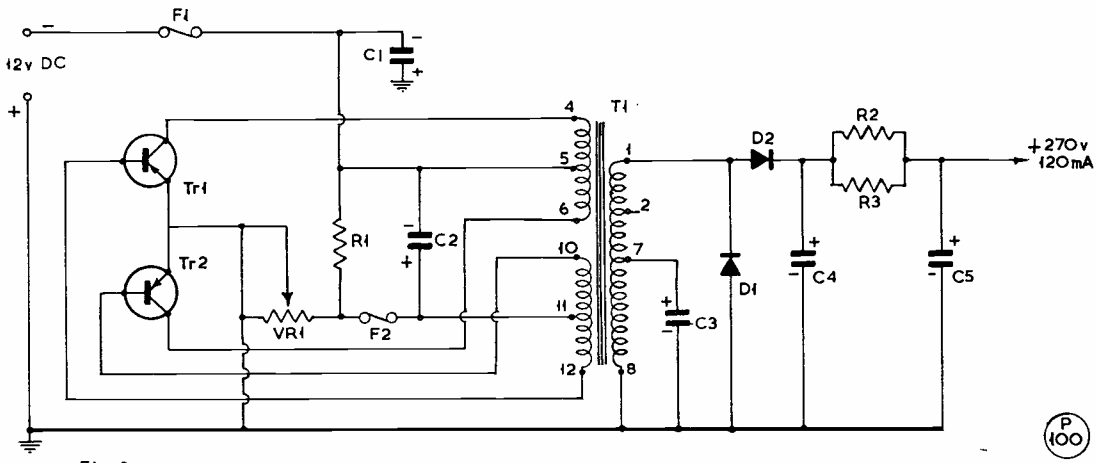 F1
−
12v DC
+
−
C1
+
4
T1
5
6
10
11
12
1
2
7
8
Tr1
Tr2
R1
−
C2
+
VR1
F2
D2
D1
+
−
C3
+
−
C4
R2
R3
+
−
C5
+270v
120mA
P
100